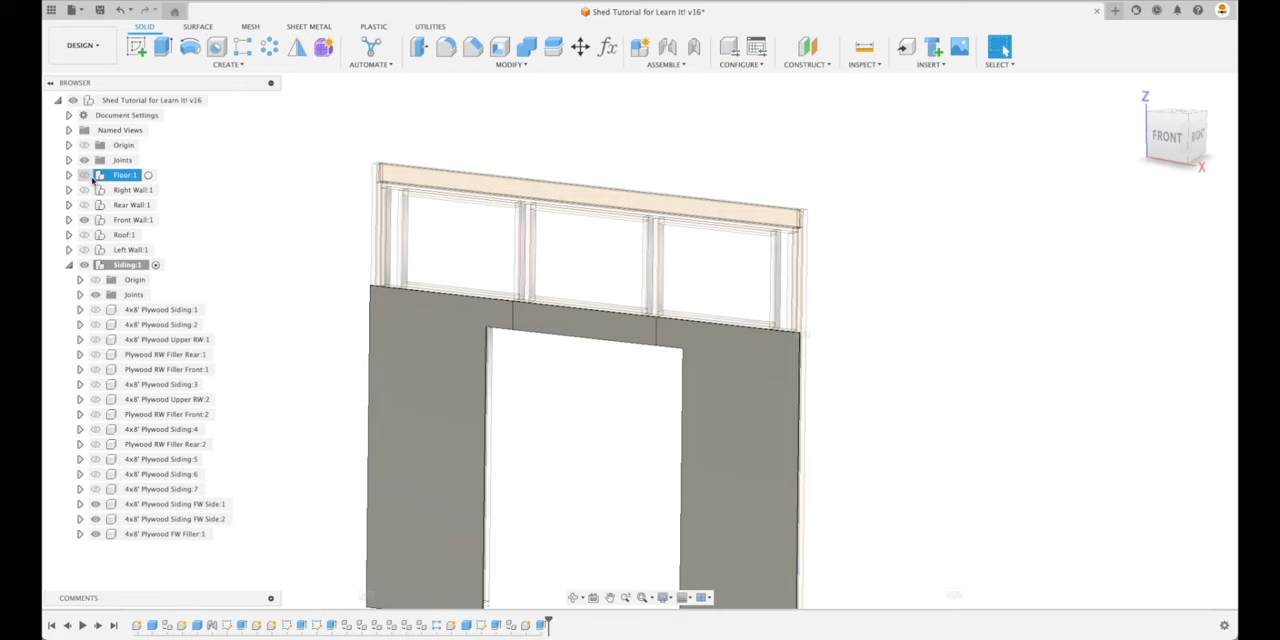 Shed Tutorial for Learn It! v16*
SOLID SURFACE MESH SHEET METAL PLASTIC UTILITIES
DESIGN
CREATE AUTOMATE MODIFY ASSEMBLE CONFIGURE CONSTRUCT INSPECT INSERT SELECT
BROWSER
Shed Tutorial for Learn It! v16
Document Settings
Named Views
Origin
Joints
Floor:1
Right Wall:1
Rear Wall:1
Front Wall:1
Roof:1
Left Wall:1
Siding:1
Origin
Joints
4x8' Plywood Siding:1
4x8' Plywood Siding:2
4x8' Plywood Upper RW:1
Plywood RW Filler Rear:1
Plywood RW Filler Front:1
4x8' Plywood Siding:3
4x8' Plywood Upper RW:2
Plywood RW Filler Front:2
4x8' Plywood Siding:4
Plywood RW Filler Rear:2
4x8' Plywood Siding:5
4x8' Plywood Siding:6
4x8' Plywood Siding:7
4x8' Plywood Siding FW Side:1
4x8' Plywood Siding FW Side:2
4x8' Plywood FW Filler:1
Z
FRONT RIGHT
X
COMMENTS